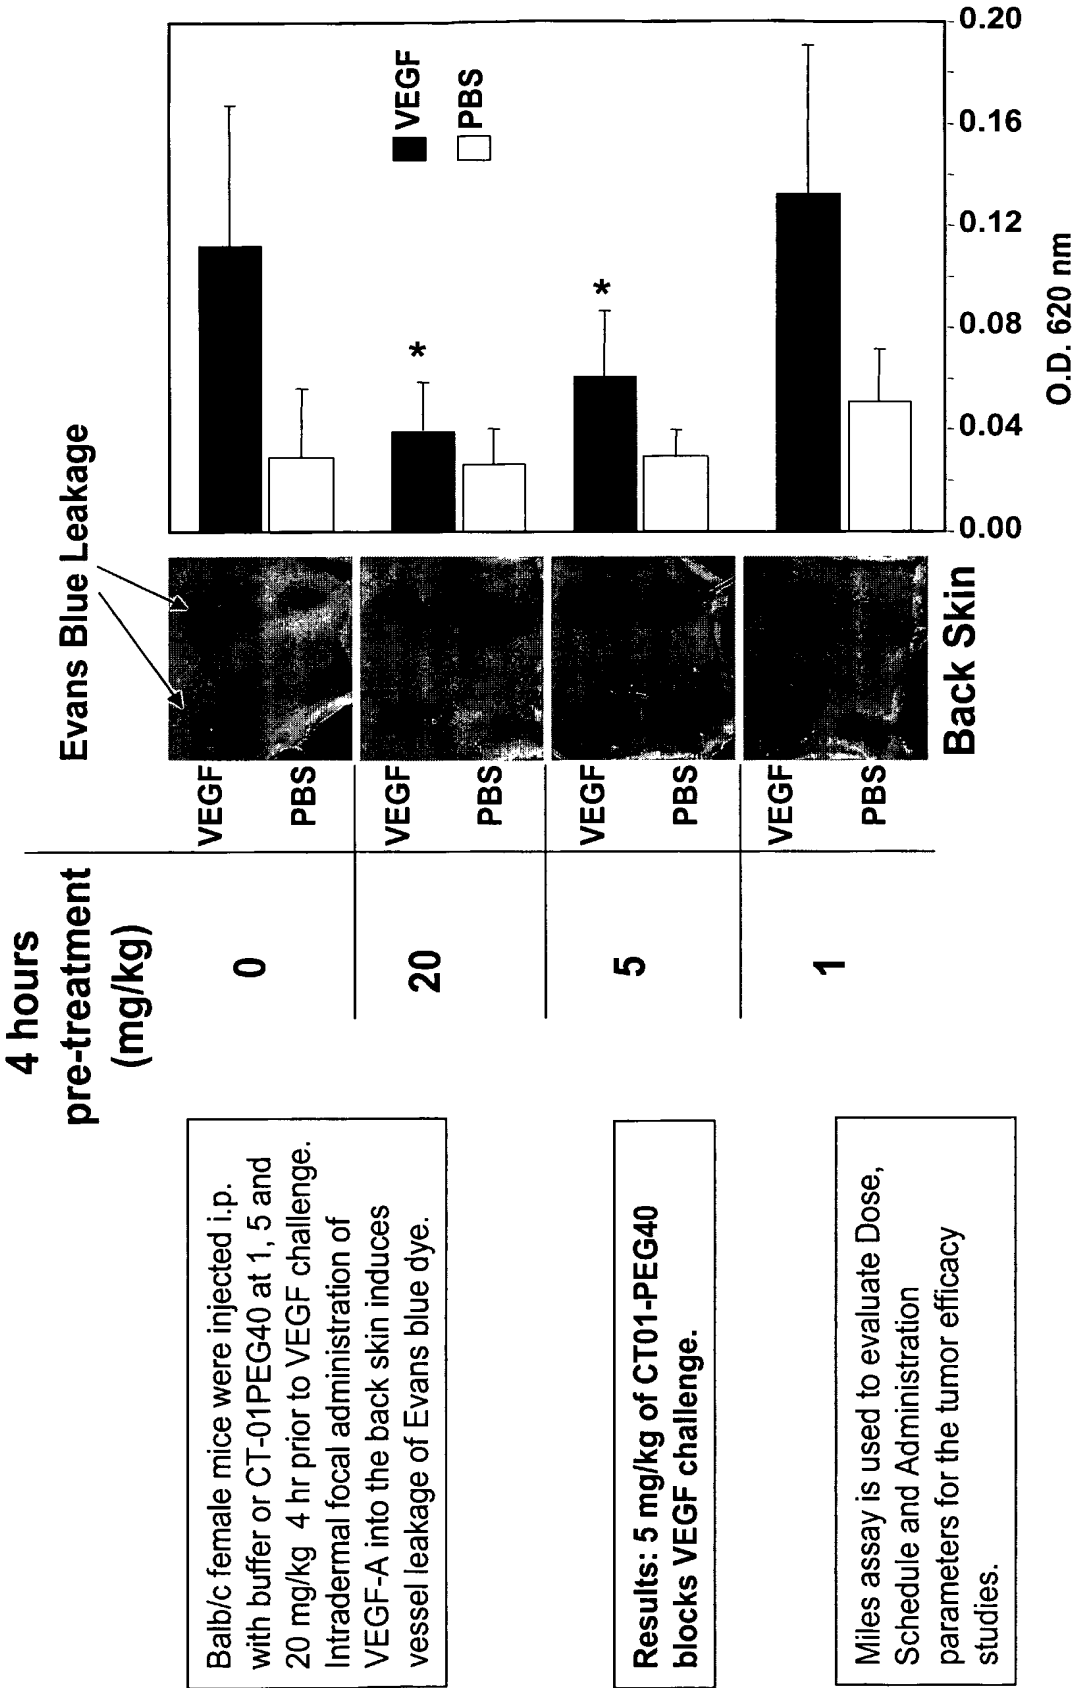 Balb/c female mice were injected i.p.
with buffer or CT-01PEG40 at 1, 5 and
20 mg/kg 4 hr prior to VEGF challenge.
Intradermal focal administration of
VEGF-A into the back skin induces
vessel leakage of Evans blue dye.
Results: 5 mg/kg of CT01-PEG40
blocks VEGF challenge.
Miles assay is used to evaluate Dose,
Schedule and Administration
parameters for the tumor efficacy
studies.
4 hours
pre-treatment
(mg/kg)
Evans Blue Leakage
0
VEGF
PBS
20
VEGF
PBS
5
VEGF
PBS
1
VEGF
PBS
Back Skin
VEGF
PBS
*
*
0.00
0.04
0.08
0.12
0.16
0.20
O.D. 620 nm